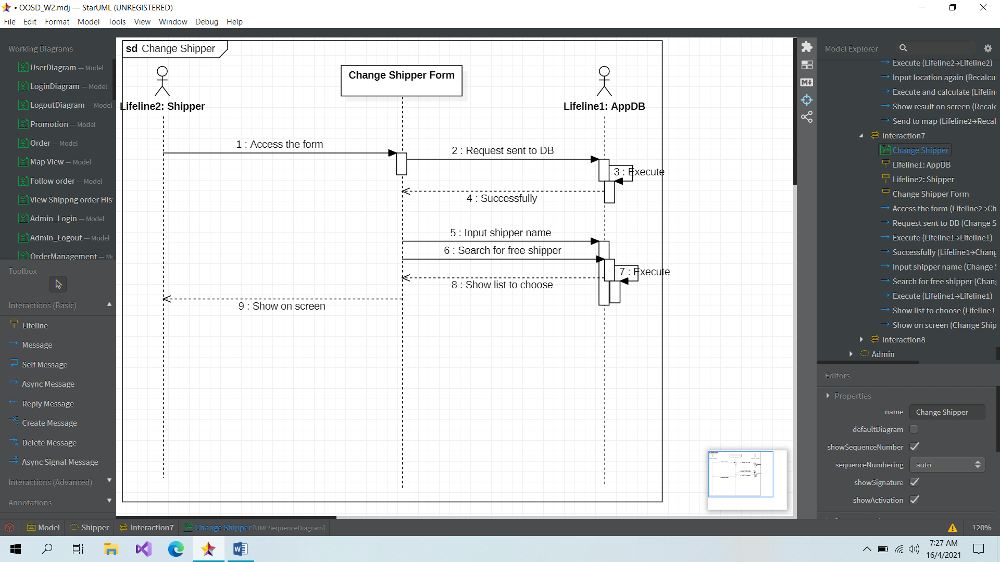 • OOSD_W2.mdj — StarUML (UNREGISTERED)
File Edit Format Model Tools View Window Debug Help
Working Diagrams
UserDiagram — Model
LoginDiagram — Model
LogoutDiagram — Model
Promotion — Model
Order — Model
Map View — Model
Follow order — Model
View Shippng order His
Admin_Login — Model
Admin_Logout — Model
OrderManagement — Mo
Toolbox
Interactions (Basic)
Lifeline
Message
Self Message
Async Message
Reply Message
Create Message
Delete Message
Async Signal Message
Interactions (Advanced)
Annotations
sd Change Shipper
Change Shipper Form
Lifeline2: Shipper
Lifeline1: AppDB
1 : Access the form
2 : Request sent to DB
3 : Execute
4 : Successfully
5 : Input shipper name
6 : Search for free shipper
7 : Execute
8 : Show list to choose
9 : Show on screen
M
Model Explorer
Execute (Lifeline2→Lifeline2)
Input location again (Recalcu
Execute and calculate (Lifelin
Show result on screen (Recalc
Send to map (Lifeline2→Recal
Interaction7
Change Shipper
Lifeline1: AppDB
Lifeline2: Shipper
Change Shipper Form
Access the form (Lifeline2→Ch
Request sent to DB (Change S
Execute (Lifeline1→Lifeline1)
Successfully (Lifeline1→Chang
Input shipper name (Change S
Search for free shipper (Chang
Execute (Lifeline1→Lifeline1)
Show list to choose (Lifeline1-
Show on screen (Change Ship
Interaction8
Admin
Editors
Properties
name Change Shipper
defaultDiagram
showSequenceNumber
sequenceNumbering auto
showSignature
showActivation
Model Shipper Interaction7 Change Shipper [UMLSequenceDiagram]
120%
7:27 AM
16/4/2021